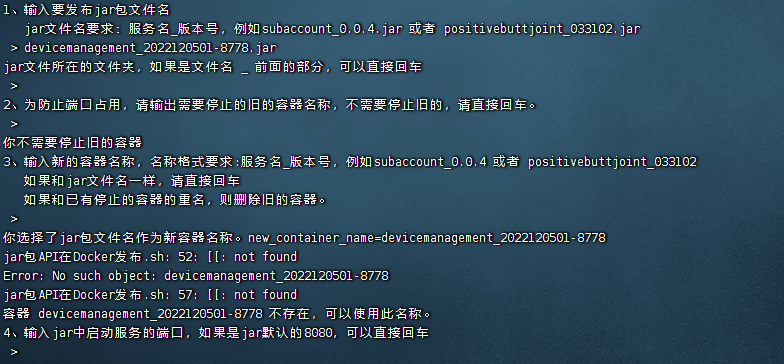 1、输入要发布jar包文件名
jar文件名要求: 服务名_版本号，例如subaccount_0.0.4.jar 或者 positivebuttjoint_033102.jar
> devicemanagement_2022120501-8778.jar
jar文件所在的文件夹，如果是文件名 _ 前面的部分，可以直接回车
>
2、为防止端口占用，请输出需要停止的旧的容器名称，不需要停止旧的，请直接回车。
>
你不需要停止旧的容器
3、输入新的容器名称，名称格式要求:服务名_版本号，例如subaccount_0.0.4 或者 positivebuttjoint_033102
如果和jar文件名一样，请直接回车
如果和已有停止的容器的重名，则删除旧的容器。
>
你选择了jar包文件名作为新容器名称。new_container_name=devicemanagement_2022120501-8778
jar包API在Docker发布.sh: 52: [[: not found
Error: No such object: devicemanagement_2022120501-8778
jar包API在Docker发布.sh: 57: [[: not found
容器 devicemanagement_2022120501-8778 不存在，可以使用此名称。
4、输入jar中启动服务的端口，如果是jar默认的8080，可以直接回车
>